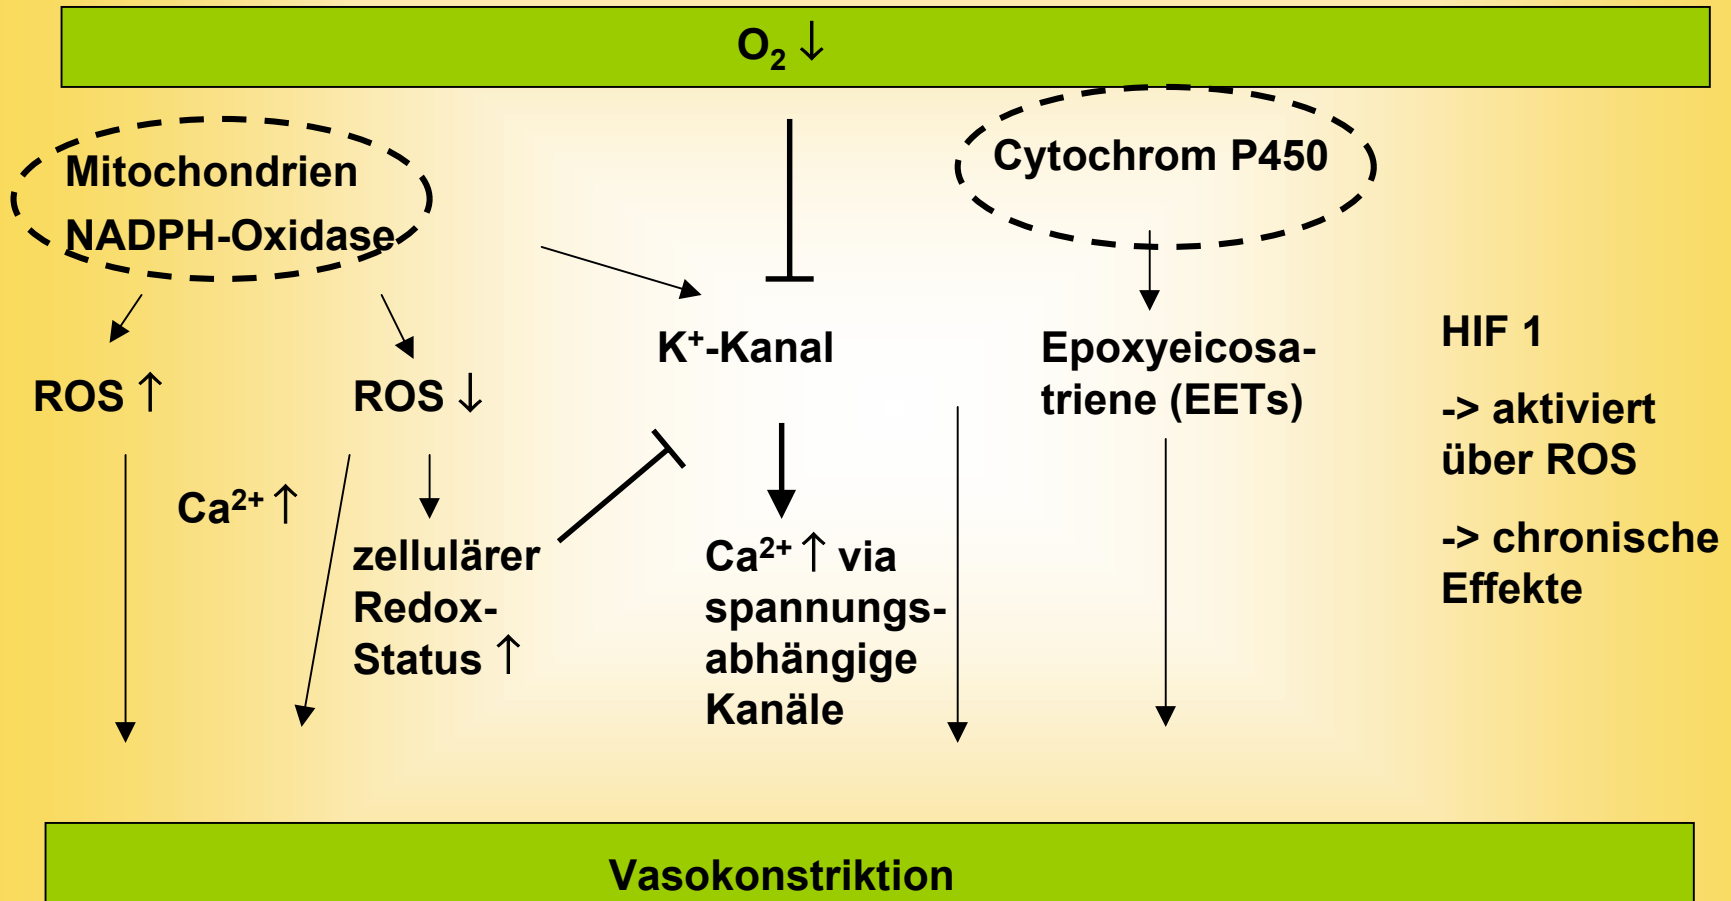 O₂ ↓
Mitochondrien
NADPH-Oxidase
Cytochrom P450
ROS ↑
ROS ↓
K⁺-Kanal
Epoxyeicosa-
triene (EETs)
HIF 1
-> aktiviert
über ROS
-> chronische
Effekte
Ca²⁺ ↑
zellulärer
Redox-
Status ↑
Ca²⁺ ↑ via
spannungs-
abhängige
Kanäle
Vasokonstriktion